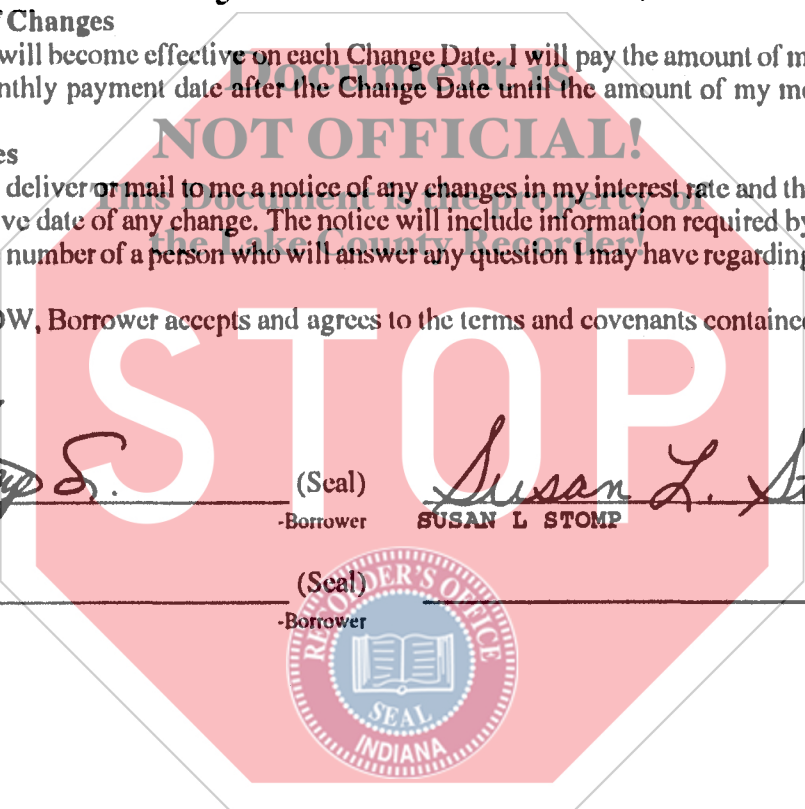 f Changes
will become effective on each Change Date. I will pay the amount of m
nthly payment date after the Change Date until the amount of my mo
Document is
NOT OFFICIAL!
This Document is the property of
the Lake County Recorder!
es
deliver or mail to me a notice of any changes in my interest rate and th
ve date of any change. The notice will include information required by
number of a person who will answer any question I may have regarding
OW, Borrower accepts and agrees to the terms and covenants contained
STOP
S. (Seal) Susan L. St
-Borrower SUSAN L STOMP
(Seal)
-Borrower
RECORDER'S OFFICE
SEAL
INDIANA